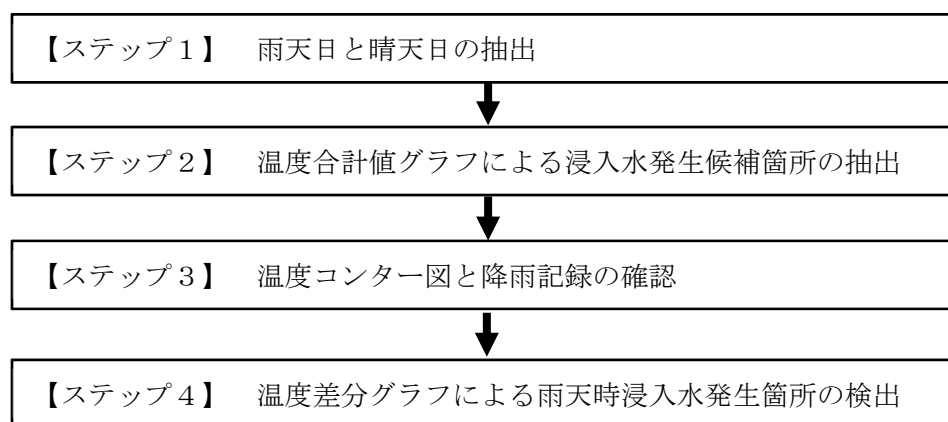 【ステップ１】　雨天日と晴天日の抽出
【ステップ２】　温度合計値グラフによる浸入水発生候補箇所の抽出
【ステップ３】　温度コンター図と降雨記録の確認
【ステップ４】　温度差分グラフによる雨天時浸入水発生箇所の検出